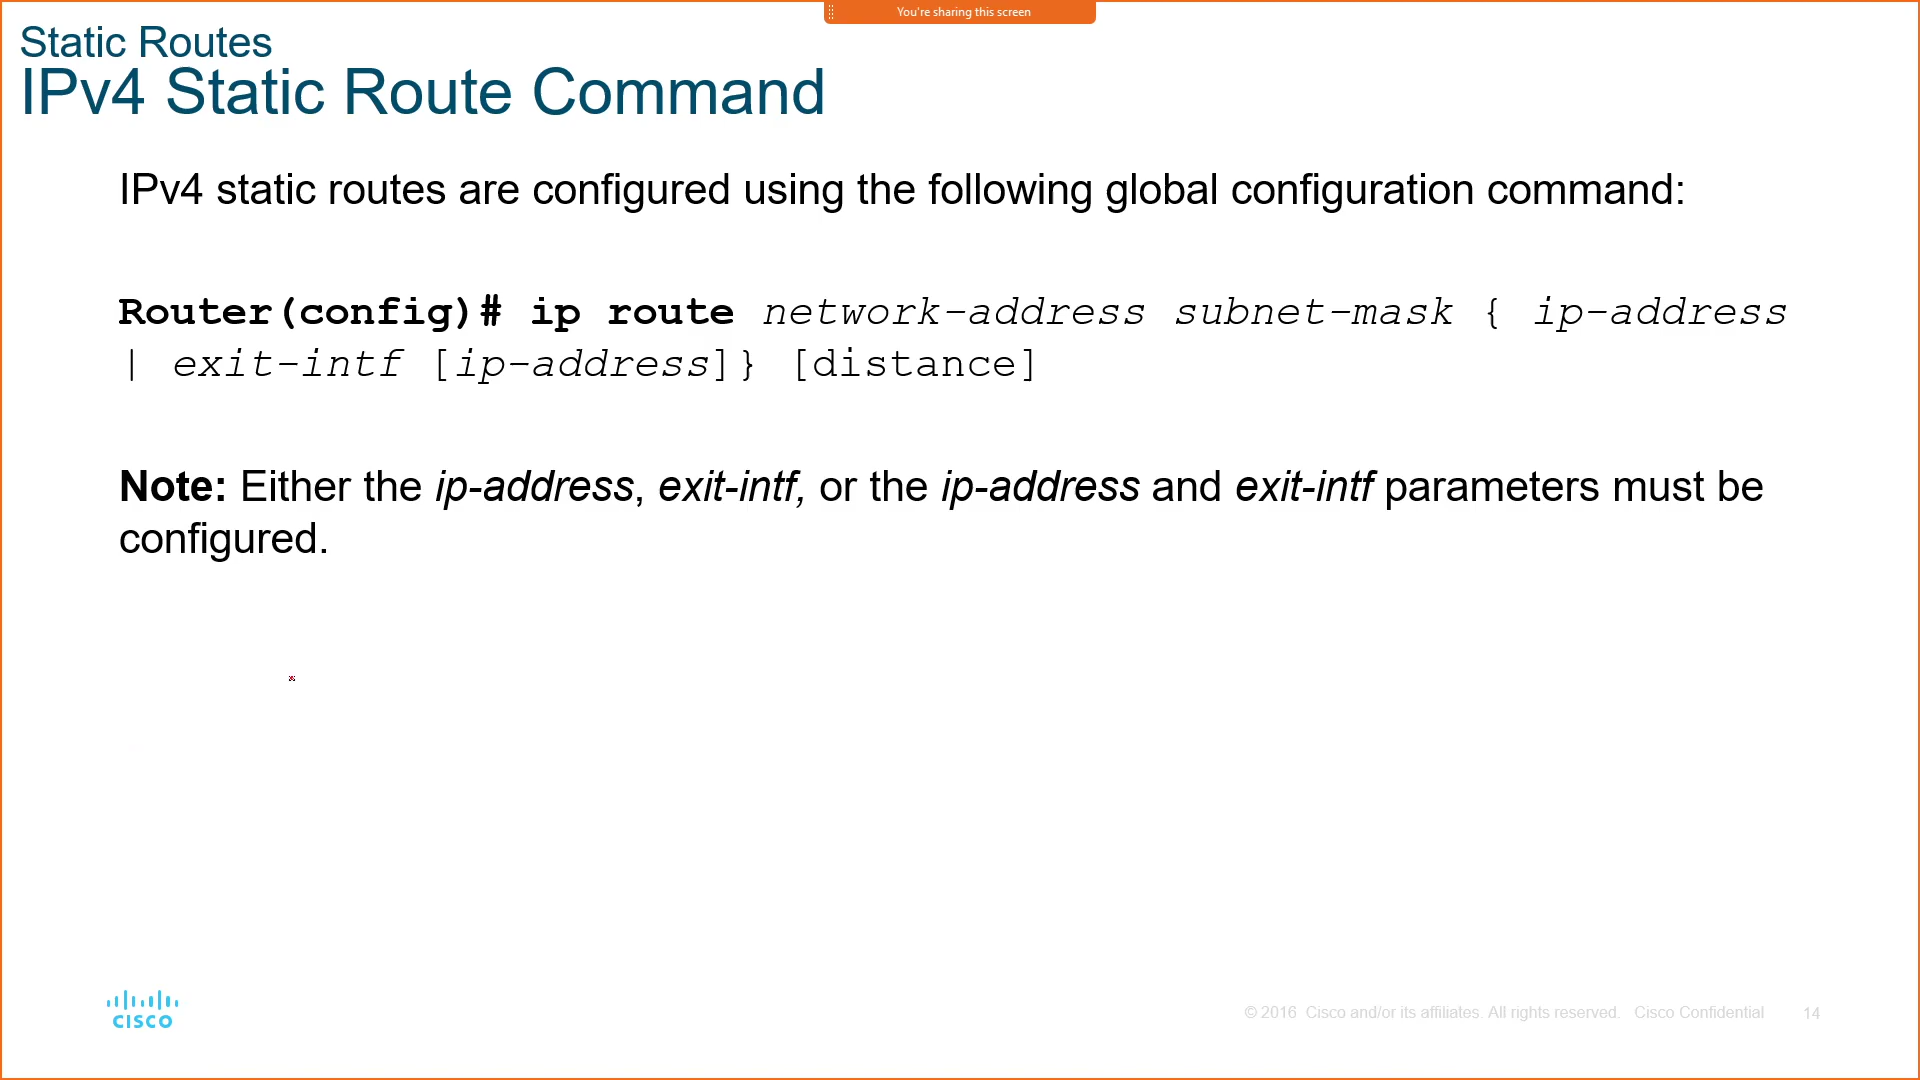 You're sharing this screen
Static Routes
IPv4 Static Route Command
IPv4 static routes are configured using the following global configuration command:
Router(config)# ip route network-address subnet-mask { ip-address
| exit-intf [ip-address]} [distance]
Note: Either the ip-address, exit-intf, or the ip-address and exit-intf parameters must be
configured.
CISCO
© 2016 Cisco and/or its affiliates. All rights reserved. Cisco Confidential 14